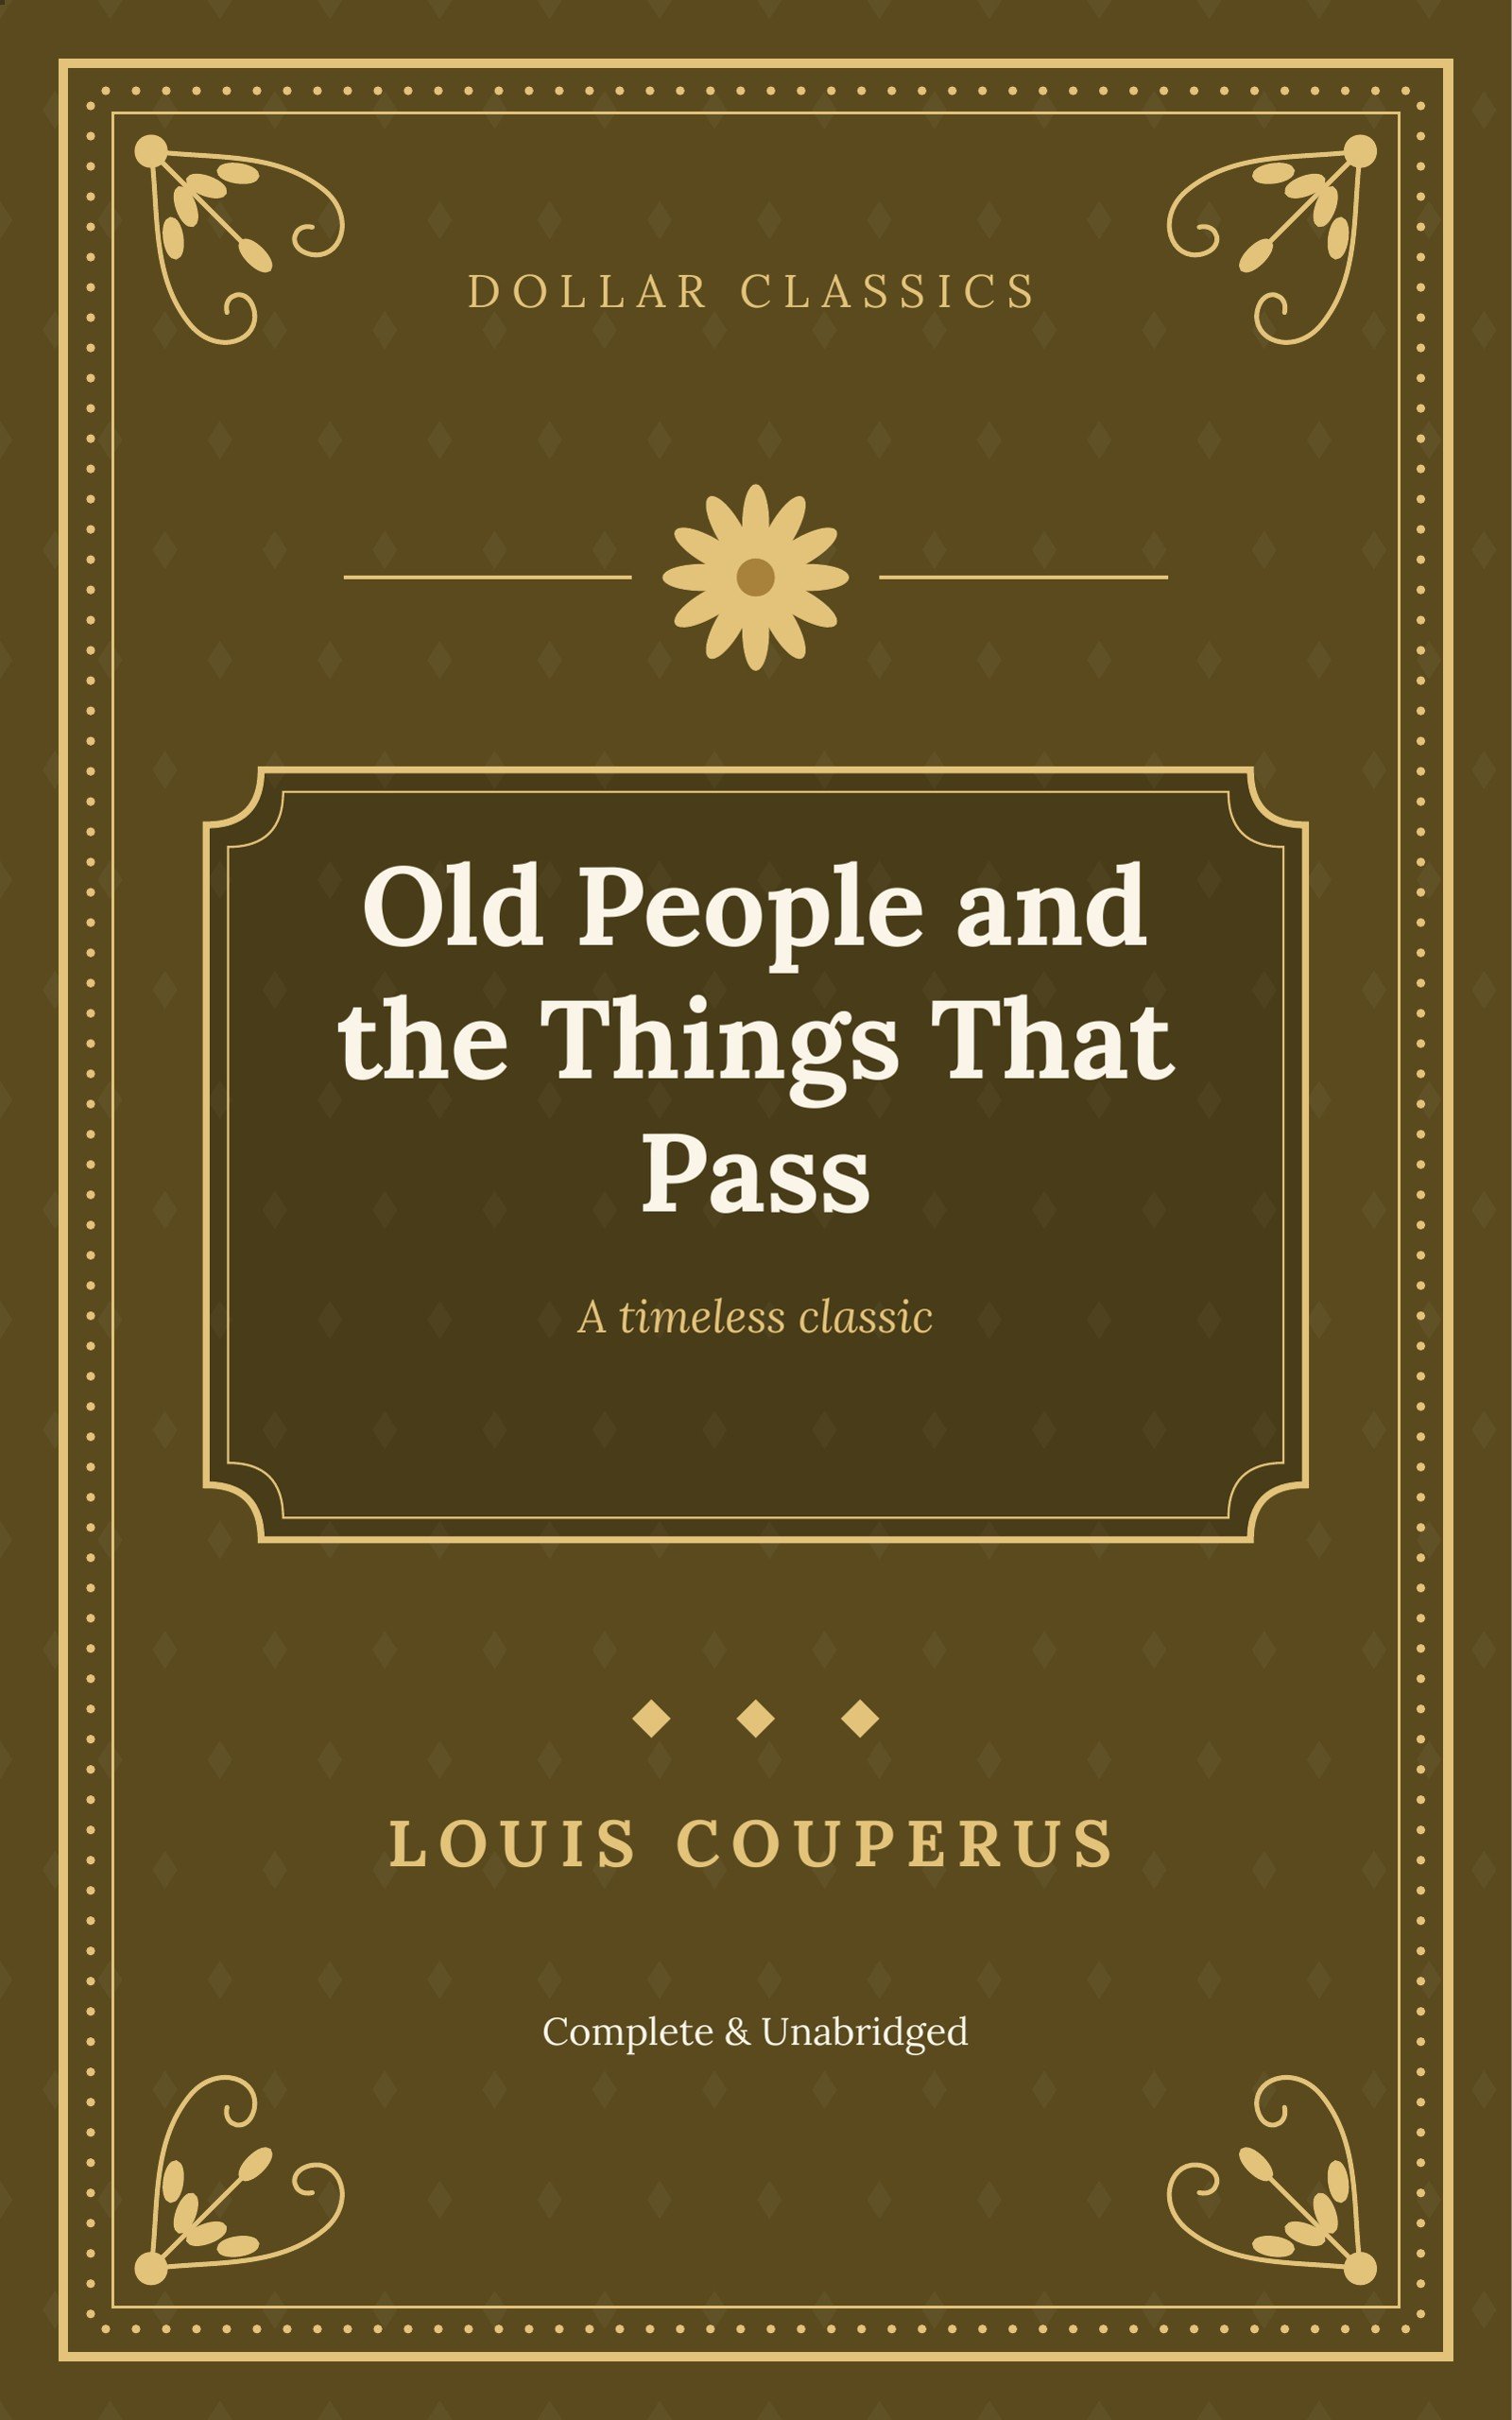 DOLLAR CLASSICS
Old People and
the Things That
Pass
A timeless classic
LOUIS COUPERUS
Complete & Unabridged